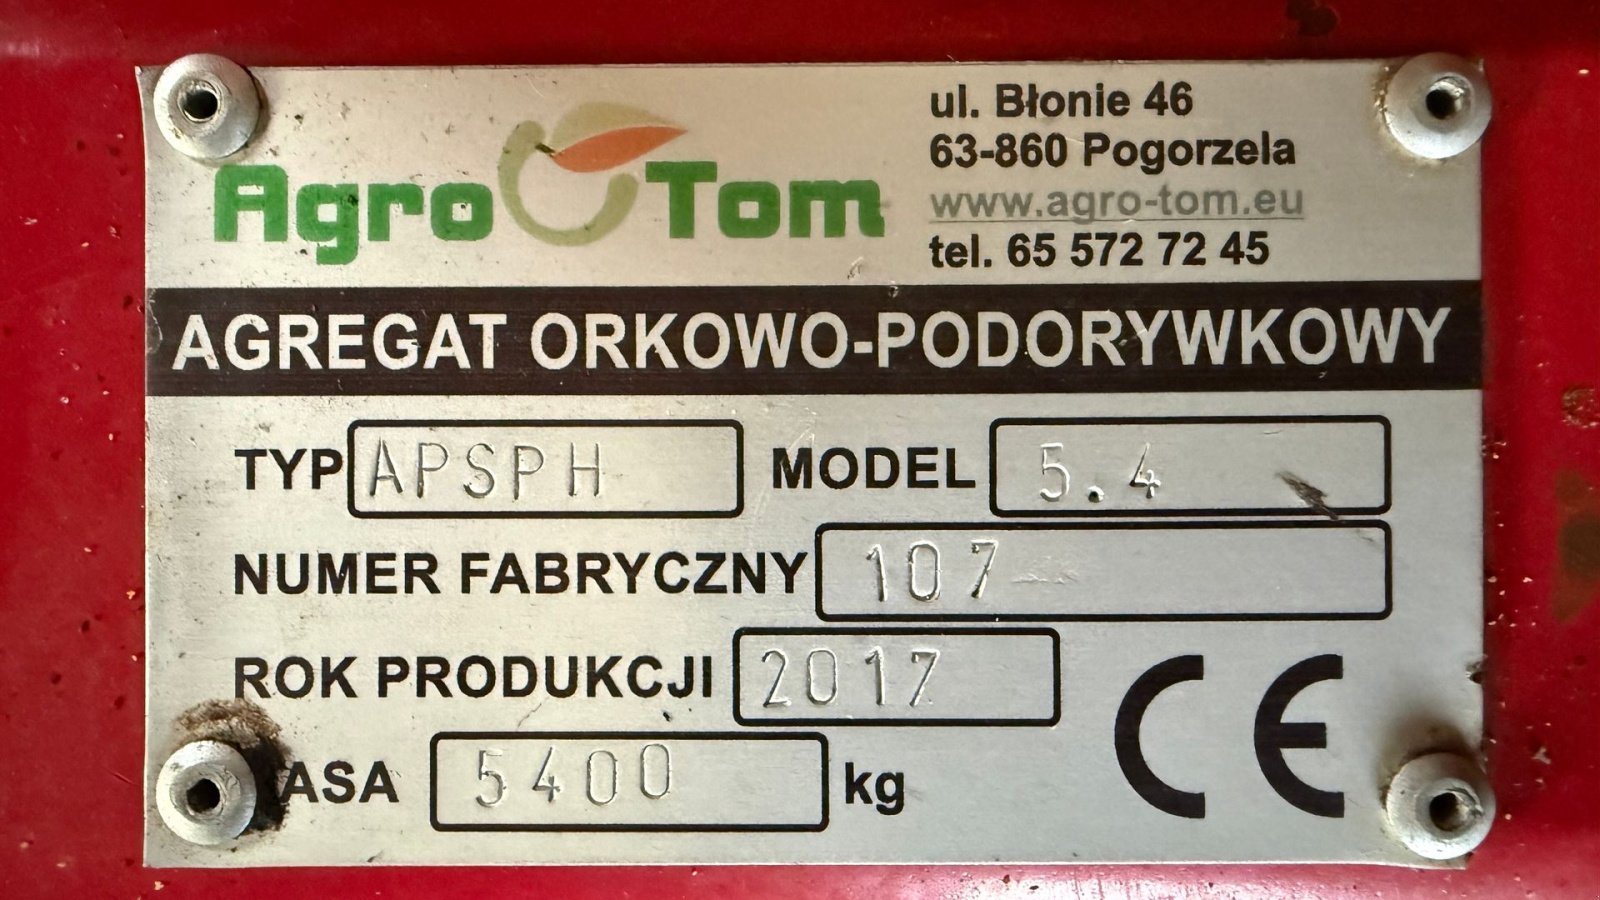 Agro Tom
ul. Błonie 46
63-860 Pogorzela
www.agro-tom.eu
tel. 65 572 72 45
AGREGAT ORKOWO-PODORYWKOWY
TYP APSPH MODEL 5.4
NUMER FABRYCZNY 107
ROK PRODUKCJI 2017
ASA 5400 kg
CE